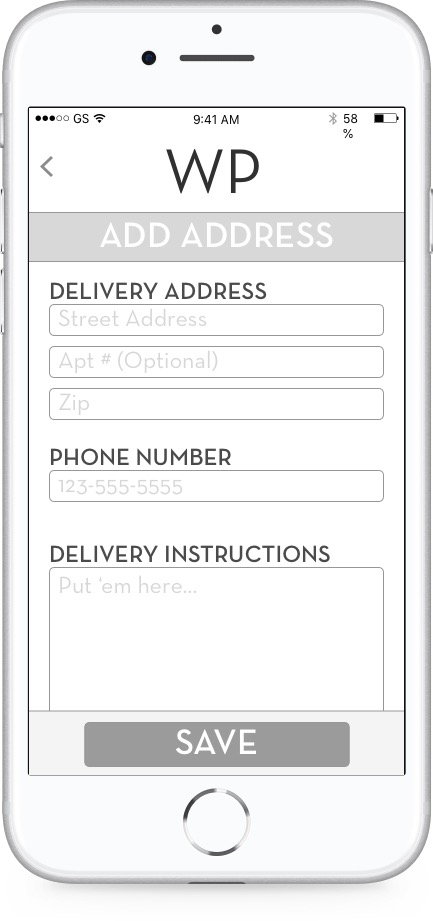 GS 9:41 AM 58
%
WP
ADD ADDRESS
DELIVERY ADDRESS
Street Address
Apt # (Optional)
Zip
PHONE NUMBER
123-555-5555
DELIVERY INSTRUCTIONS
Put ‘em here...
SAVE